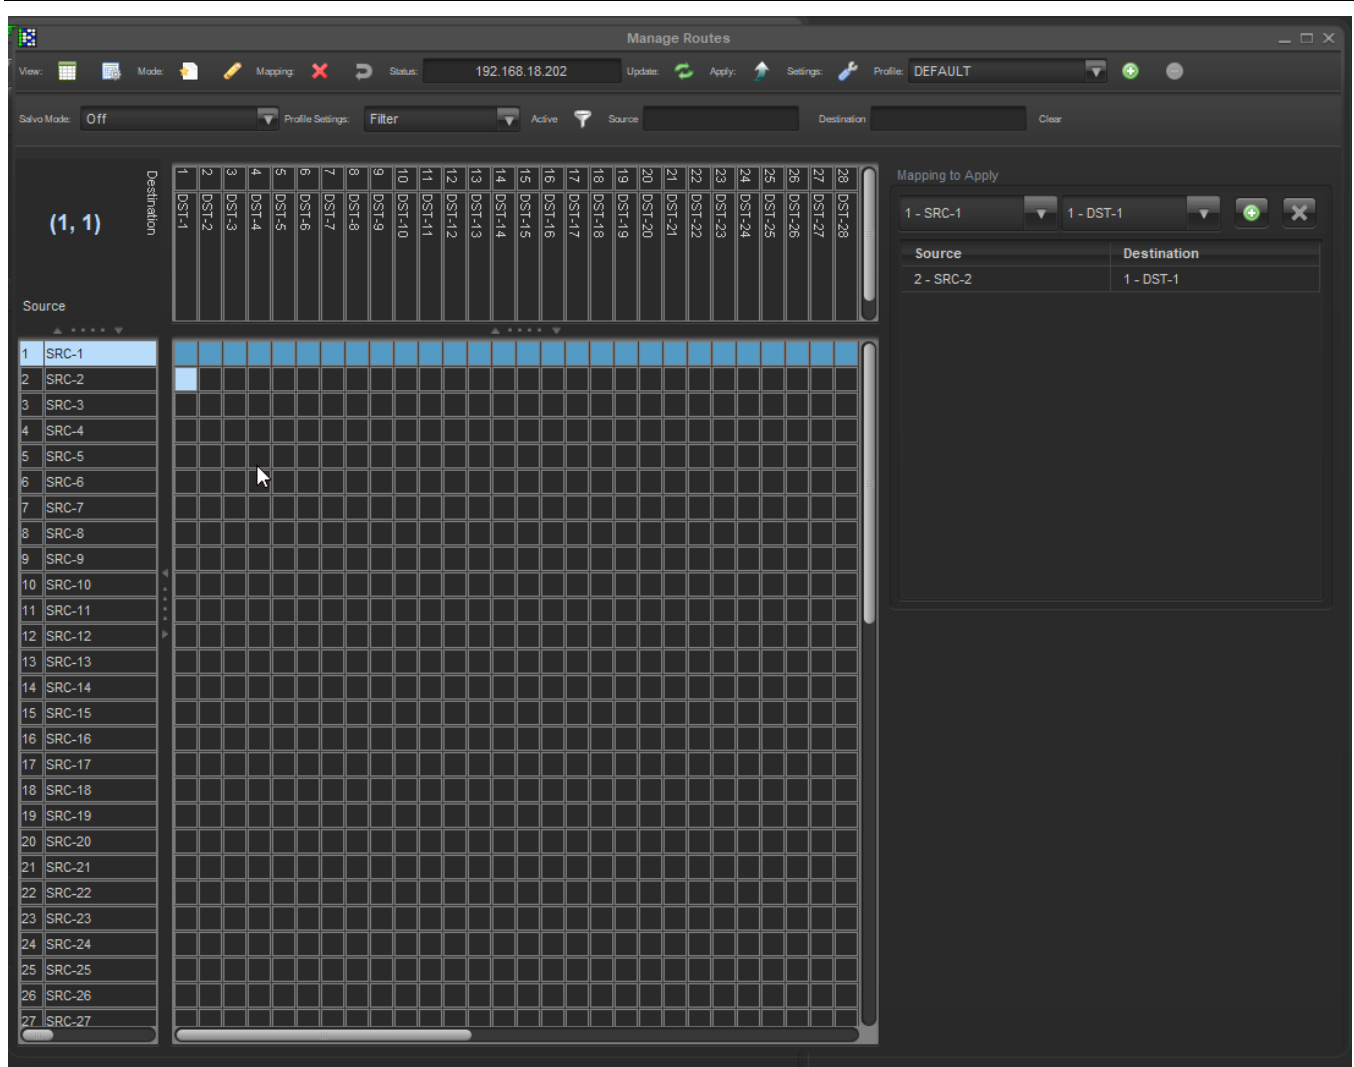 Manage Routes
View: Mode: Mapping: Status: 192.168.18.202 Update: Apply: Settings: Profile: DEFAULT
Salvo Mode: Off Profile Settings: Filter Active Source Destination Clear
Destination
(1, 1)
Source
1 DST-1
2 DST-2
3 DST-3
4 DST-4
5 DST-5
6 DST-6
7 DST-7
8 DST-8
9 DST-9
10 DST-10
11 DST-11
12 DST-12
13 DST-13
14 DST-14
15 DST-15
16 DST-16
17 DST-17
18 DST-18
19 DST-19
20 DST-20
21 DST-21
22 DST-22
23 DST-23
24 DST-24
25 DST-25
26 DST-26
27 DST-27
28 DST-28
1 SRC-1
2 SRC-2
3 SRC-3
4 SRC-4
5 SRC-5
6 SRC-6
7 SRC-7
8 SRC-8
9 SRC-9
10 SRC-10
11 SRC-11
12 SRC-12
13 SRC-13
14 SRC-14
15 SRC-15
16 SRC-16
17 SRC-17
18 SRC-18
19 SRC-19
20 SRC-20
21 SRC-21
22 SRC-22
23 SRC-23
24 SRC-24
25 SRC-25
26 SRC-26
27 SRC-27
Mapping to Apply
1 - SRC-1 1 - DST-1
Source Destination
2 - SRC-2 1 - DST-1